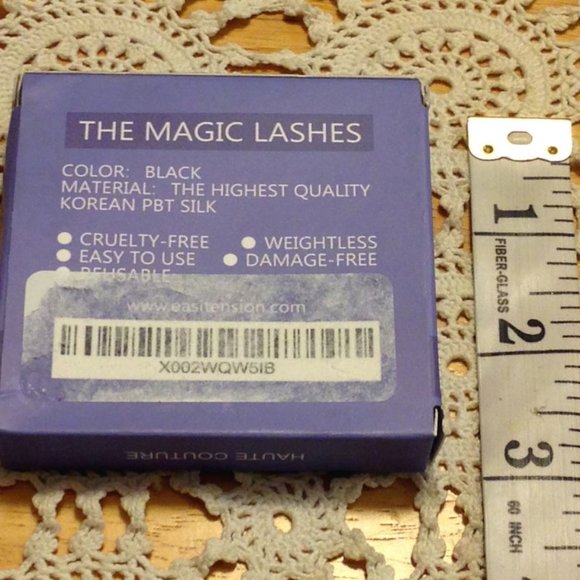 THE MAGIC LASHES
COLOR: BLACK
MATERIAL: THE HIGHEST QUALITY
KOREAN PBT SILK
● CRUELTY-FREE ● WEIGHTLESS
● EASY TO USE ● DAMAGE-FREE
● REUSABLE
www.easitension.com
X002WQW5IB
HAUTE COUTURE
1
FIBER-GLASS
2
3
60 INCH